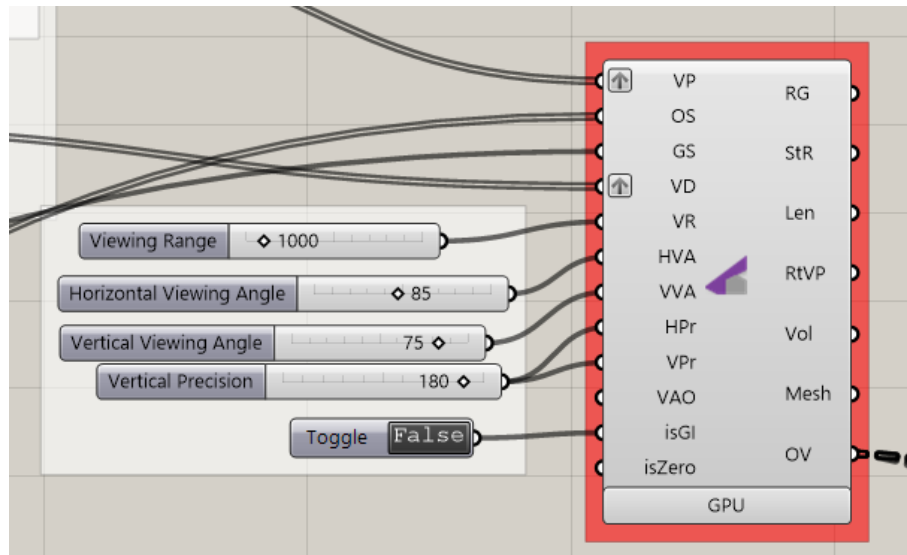 VP
RG
OS
GS
StR
VD
Viewing Range 1000
VR
Len
Horizontal Viewing Angle 85
HVA
RtVP
VVA
Vertical Viewing Angle 75
HPr
Vol
Vertical Precision 180
VPr
VAO
Mesh
Toggle False
isGI
OV
isZero
GPU